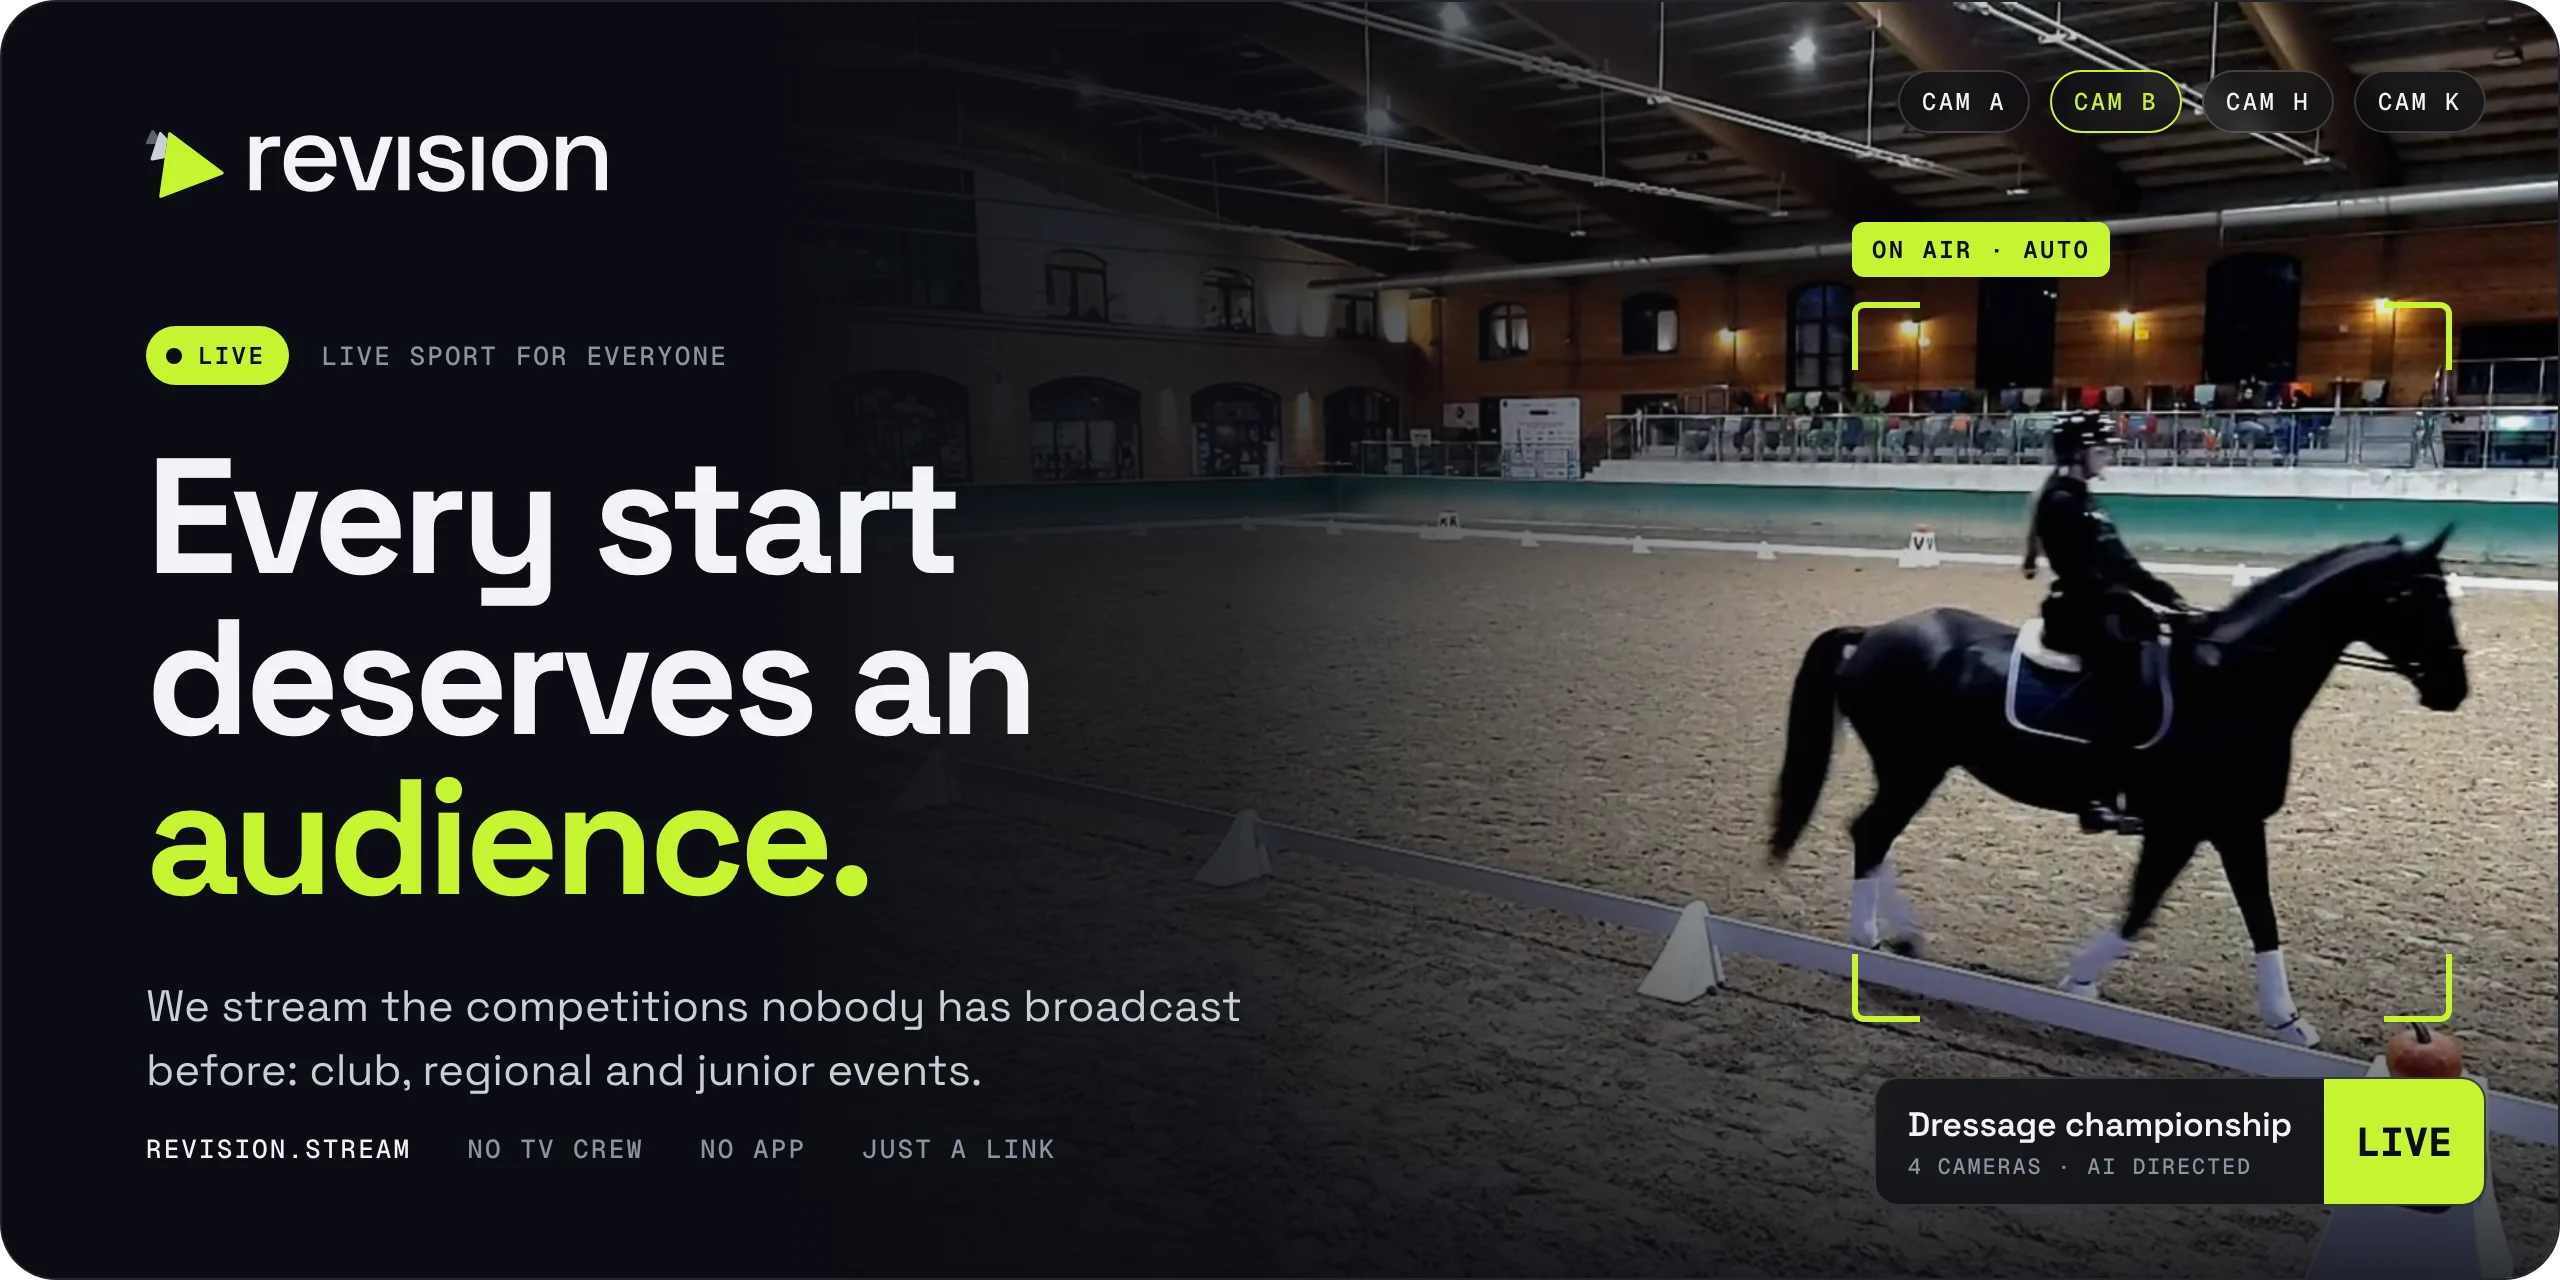 revision
LIVE LIVE SPORT FOR EVERYONE
Every start
deserves an
audience.
We stream the competitions nobody has broadcast
before: club, regional and junior events.
REVISION.STREAM NO TV CREW NO APP JUST A LINK
CAM A CAM B CAM H CAM K
ON AIR · AUTO
KR
V
Dressage championship
4 CAMERAS · AI DIRECTED
LIVE